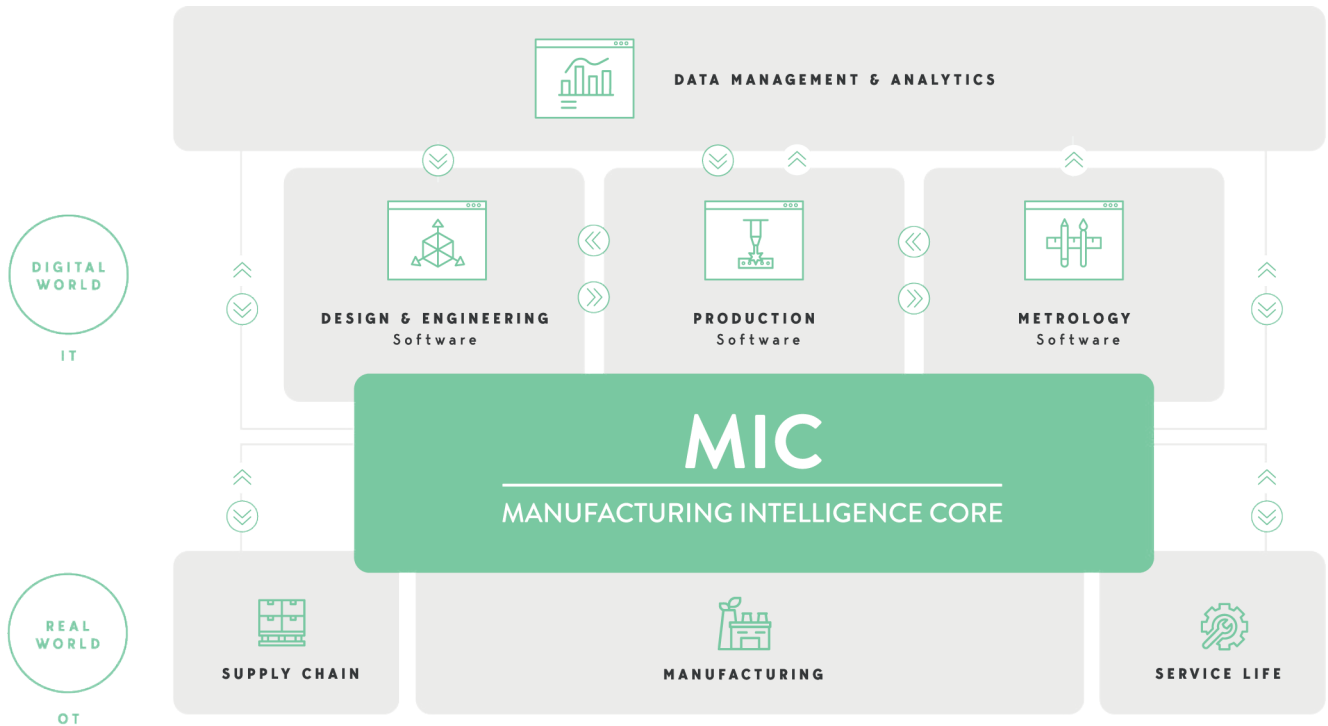 DATA MANAGEMENT & ANALYTICS
DIGITAL
WORLD
IT
DESIGN & ENGINEERING
Software
PRODUCTION
Software
METROLOGY
Software
MIC
MANUFACTURING INTELLIGENCE CORE
REAL
WORLD
OT
SUPPLY CHAIN
MANUFACTURING
SERVICE LIFE